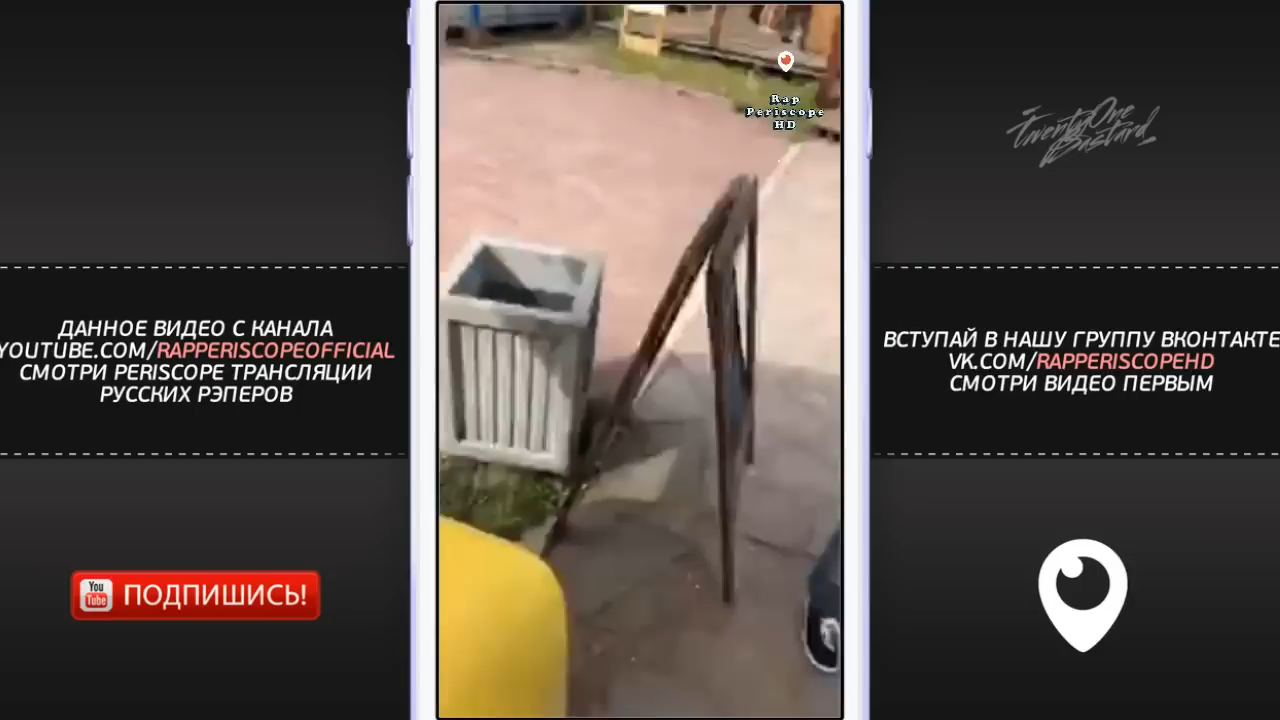 Rap
Periscope
HD
TwentyOne
Bastard
ДАННОЕ ВИДЕО С КАНАЛА
YOUTUBE.COM/RAPPERISCOPEOFFICIAL
СМОТРИ PERISCOPE ТРАНСЛЯЦИИ
РУССКИХ РЭПЕРОВ
ВСТУПАЙ В НАШУ ГРУППУ ВКОНТАКТЕ
VK.COM/RAPPERISCOPEHD
СМОТРИ ВИДЕО ПЕРВЫМ
You
Tube
ПОДПИШИСЬ!